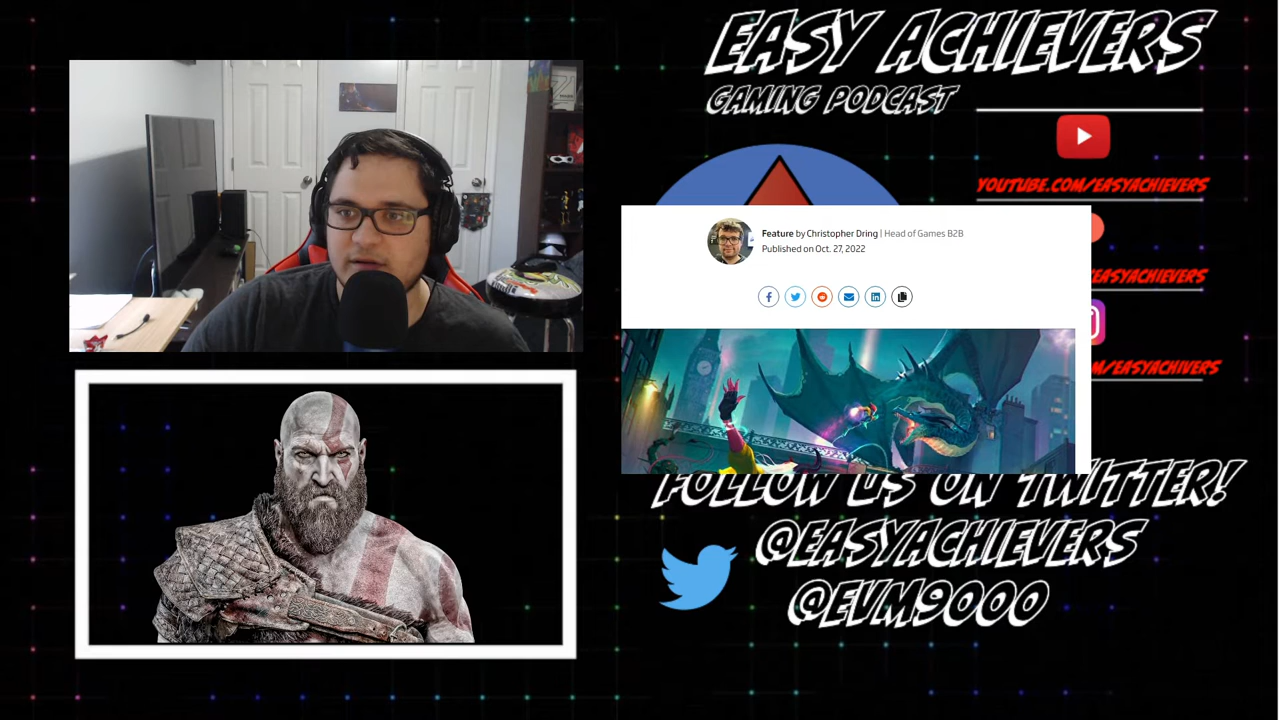 EASY ACHIEVERS
GAMING PODCAST
YOUTUBE.COM/EASYACHIEVERS
Feature by Christopher Dring | Head of Games B2B
Published on Oct. 27, 2022
EASYACHIEVERS
M/EASYACHIVERS
FOLLOW US ON TWITTER!
@EASYACHIEVERS
@EVM9000